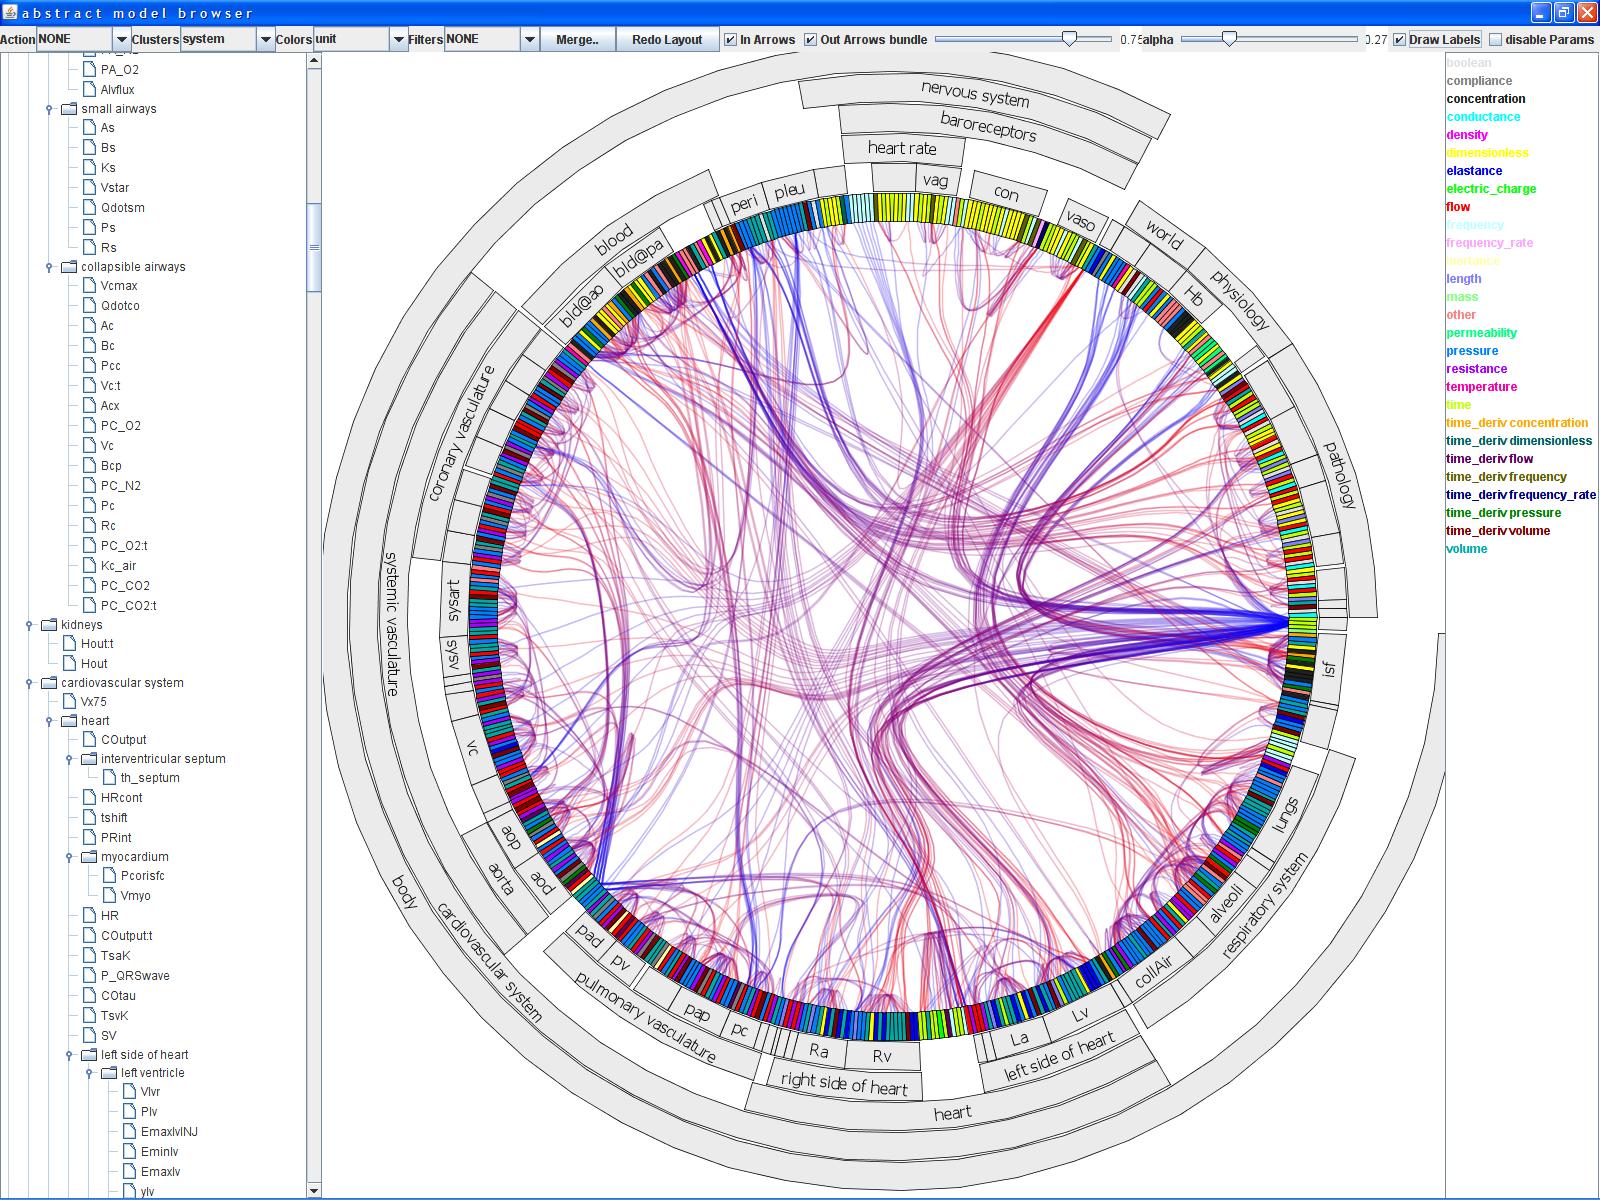 abstract model browser
Action NONE Clusters system Colors unit Filters NONE Merge.. Redo Layout In Arrows Out Arrows bundle 0.75 alpha 0.27 Draw Labels disable Params
PA_O2
Alvflux
small airways
As
Bs
Ks
Vstar
Qdotsm
Ps
Rs
collapsible airways
Vcmax
Qdotco
Ac
Bc
Pcc
Vc:t
Acx
PC_O2
Vc
Bcp
PC_N2
Pc
Rc
PC_O2:t
Kc_air
PC_CO2
PC_CO2:t
kidneys
Hout:t
Hout
cardiovascular system
Vx75
heart
COutput
interventricular septum
th_septum
HRcont
tshift
PRint
myocardium
Pcorisfc
Vmyo
HR
COutput:t
TsaK
P_QRSwave
COtau
TsvK
SV
left side of heart
left ventricle
Vlvr
Plv
EmaxlvINJ
Eminlv
Emaxlv
ylv
nervous system
baroreceptors
heart rate
vag
con
vaso
world
physiology
Hb
pathology
isf
lungs
alveoli
respiratory system
collAir
Lv
La
left side of heart
heart
Rv
Ra
right side of heart
pc
pap
pulmonary vasculature
pv
pad
cardiovascular system
body
aod
aop
aorta
vc
sysv
sysart
systemic vasculature
coronary vasculature
bld@ao
bld@pa
blood
peri
pleu
boolean
compliance
concentration
conductance
density
dimensionless
elastance
electric_charge
flow
frequency
frequency_rate
inertance
length
mass
other
permeability
pressure
resistance
temperature
time
time_deriv concentration
time_deriv dimensionless
time_deriv flow
time_deriv frequency
time_deriv frequency_rate
time_deriv pressure
time_deriv volume
volume